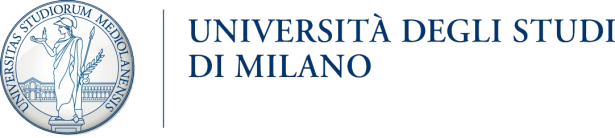 UNIVERSITAS STUDIORUM MEDIOLANENSIS
UNIVERSITÀ DEGLI STUDI
DI MILANO